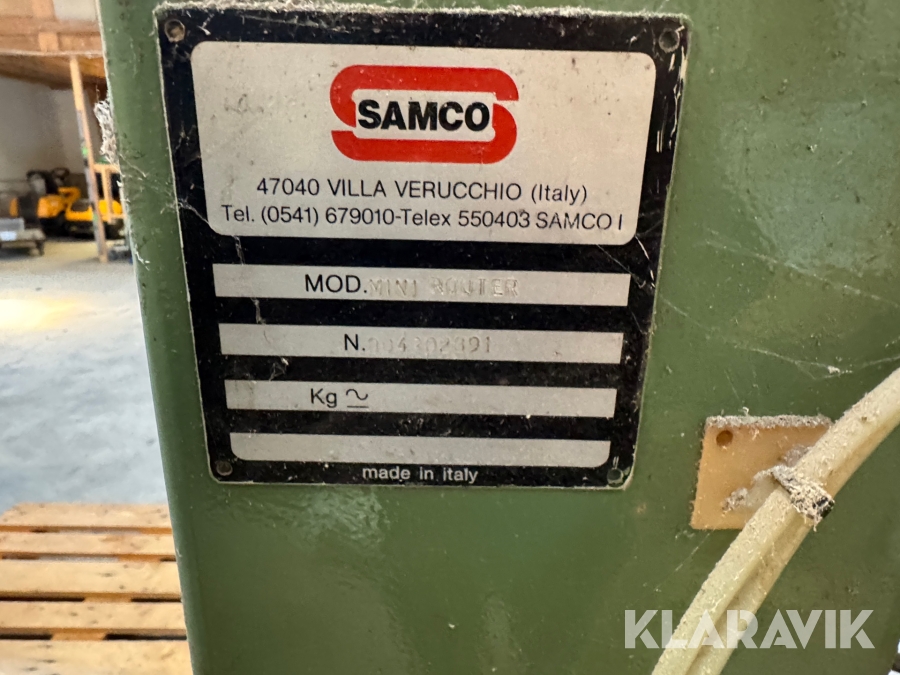 SAMCO
47040 VILLA VERUCCHIO (Italy)
Tel. (0541) 679010-Telex 550403 SAMCO I
MOD. MINI ROUTER
N.
Kg ~
made in italy
KLARAVIK